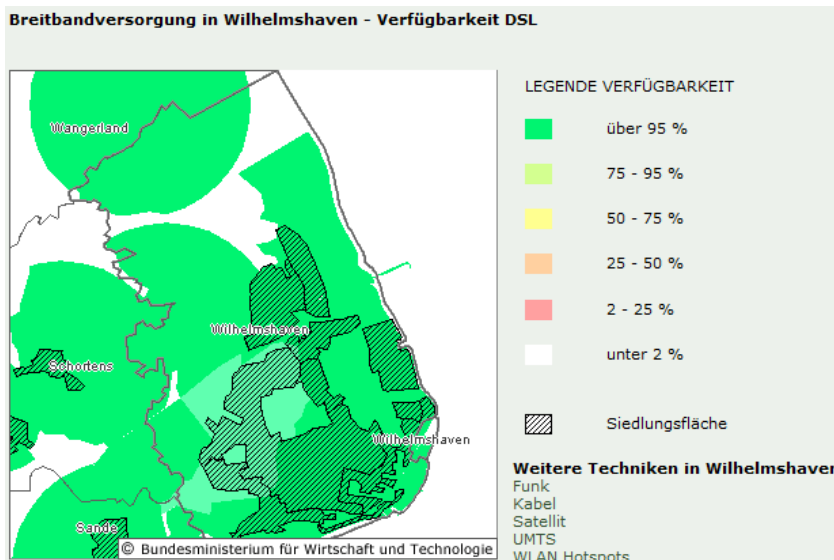 Breitbandversorgung in Wilhelmshaven - Verfügbarkeit DSL
Wangerland
Wilhelmshaven
Schortens
Wilhelmshaven
Sande
© Bundesministerium für Wirtschaft und Technologie
LEGENDE VERFÜGBARKEIT
über 95 %
75 - 95 %
50 - 75 %
25 - 50 %
2 - 25 %
unter 2 %
Siedlungsfläche
Weitere Techniken in Wilhelmshaven
Funk
Kabel
Satellit
UMTS
WLAN Hotspots